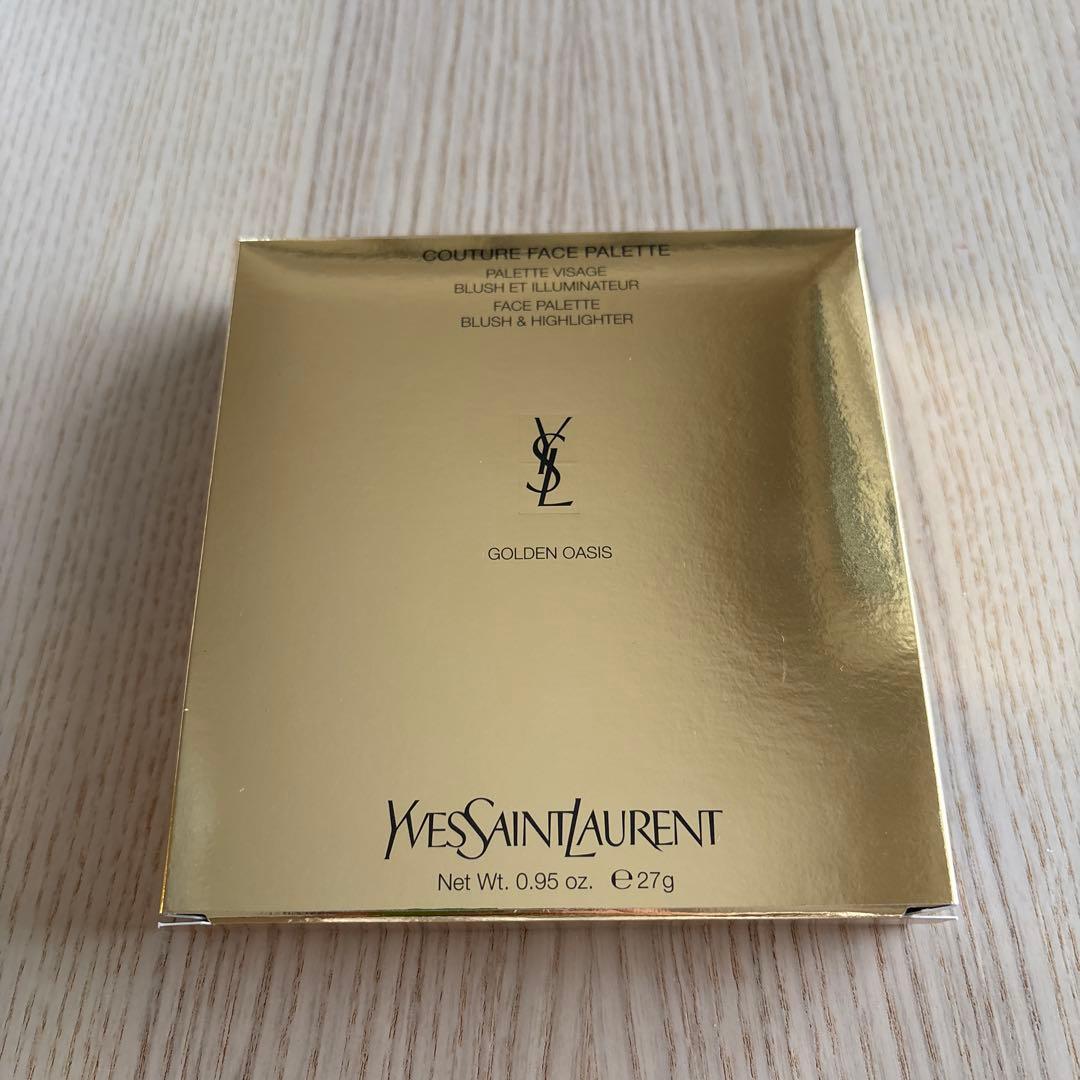 COUTURE FACE PALETTE
PALETTE VISAGE
BLUSH ET ILLUMINATEUR
FACE PALETTE
BLUSH & HIGHLIGHTER
YSL
GOLDEN OASIS
YVESSAINTLAURENT
Net Wt. 0.95 oz. ℮27g